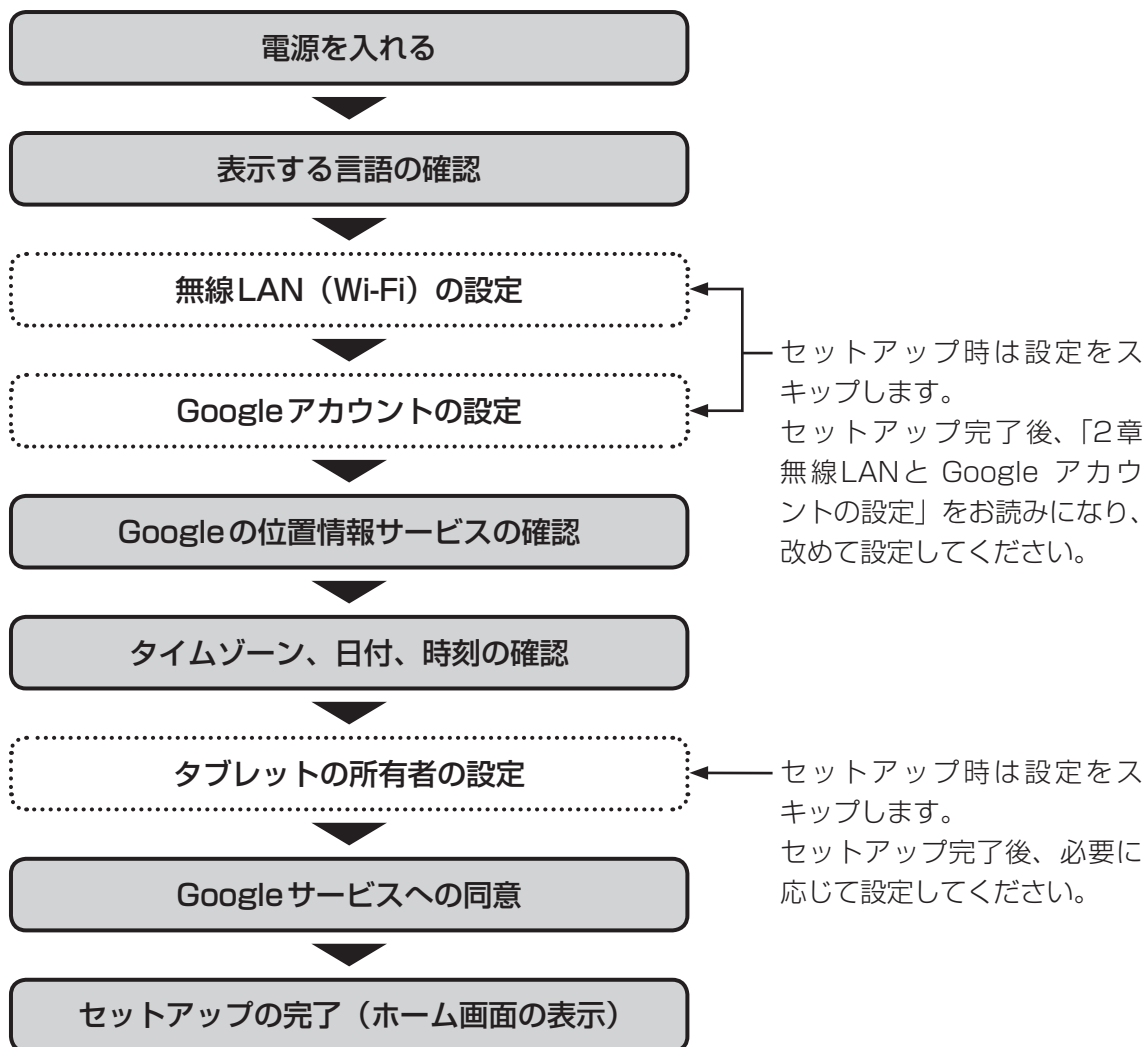 電源を入れる
表示する言語の確認
無線LAN（Wi-Fi）の設定
Googleアカウントの設定
セットアップ時は設定をス
キップします。
セットアップ完了後、「2章
無線LANと Google アカウ
ントの設定」をお読みになり、
改めて設定してください。
Googleの位置情報サービスの確認
タイムゾーン、日付、時刻の確認
タブレットの所有者の設定
セットアップ時は設定をス
キップします。
セットアップ完了後、必要に
応じて設定してください。
Googleサービスへの同意
セットアップの完了（ホーム画面の表示）